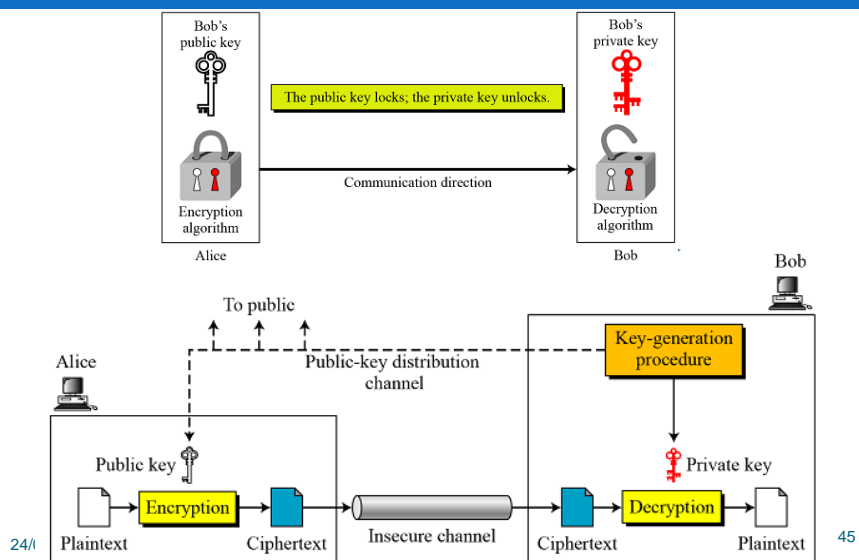 Bob's
public key
Bob's
private key
The public key locks; the private key unlocks.
Communication direction
Encryption
algorithm
Decryption
algorithm
Alice
Bob
Bob
To public
Key-generation
procedure
Public-key distribution
channel
Alice
Public key
Private key
Encryption
Decryption
Insecure channel
Plaintext
Ciphertext
Ciphertext
Plaintext
45